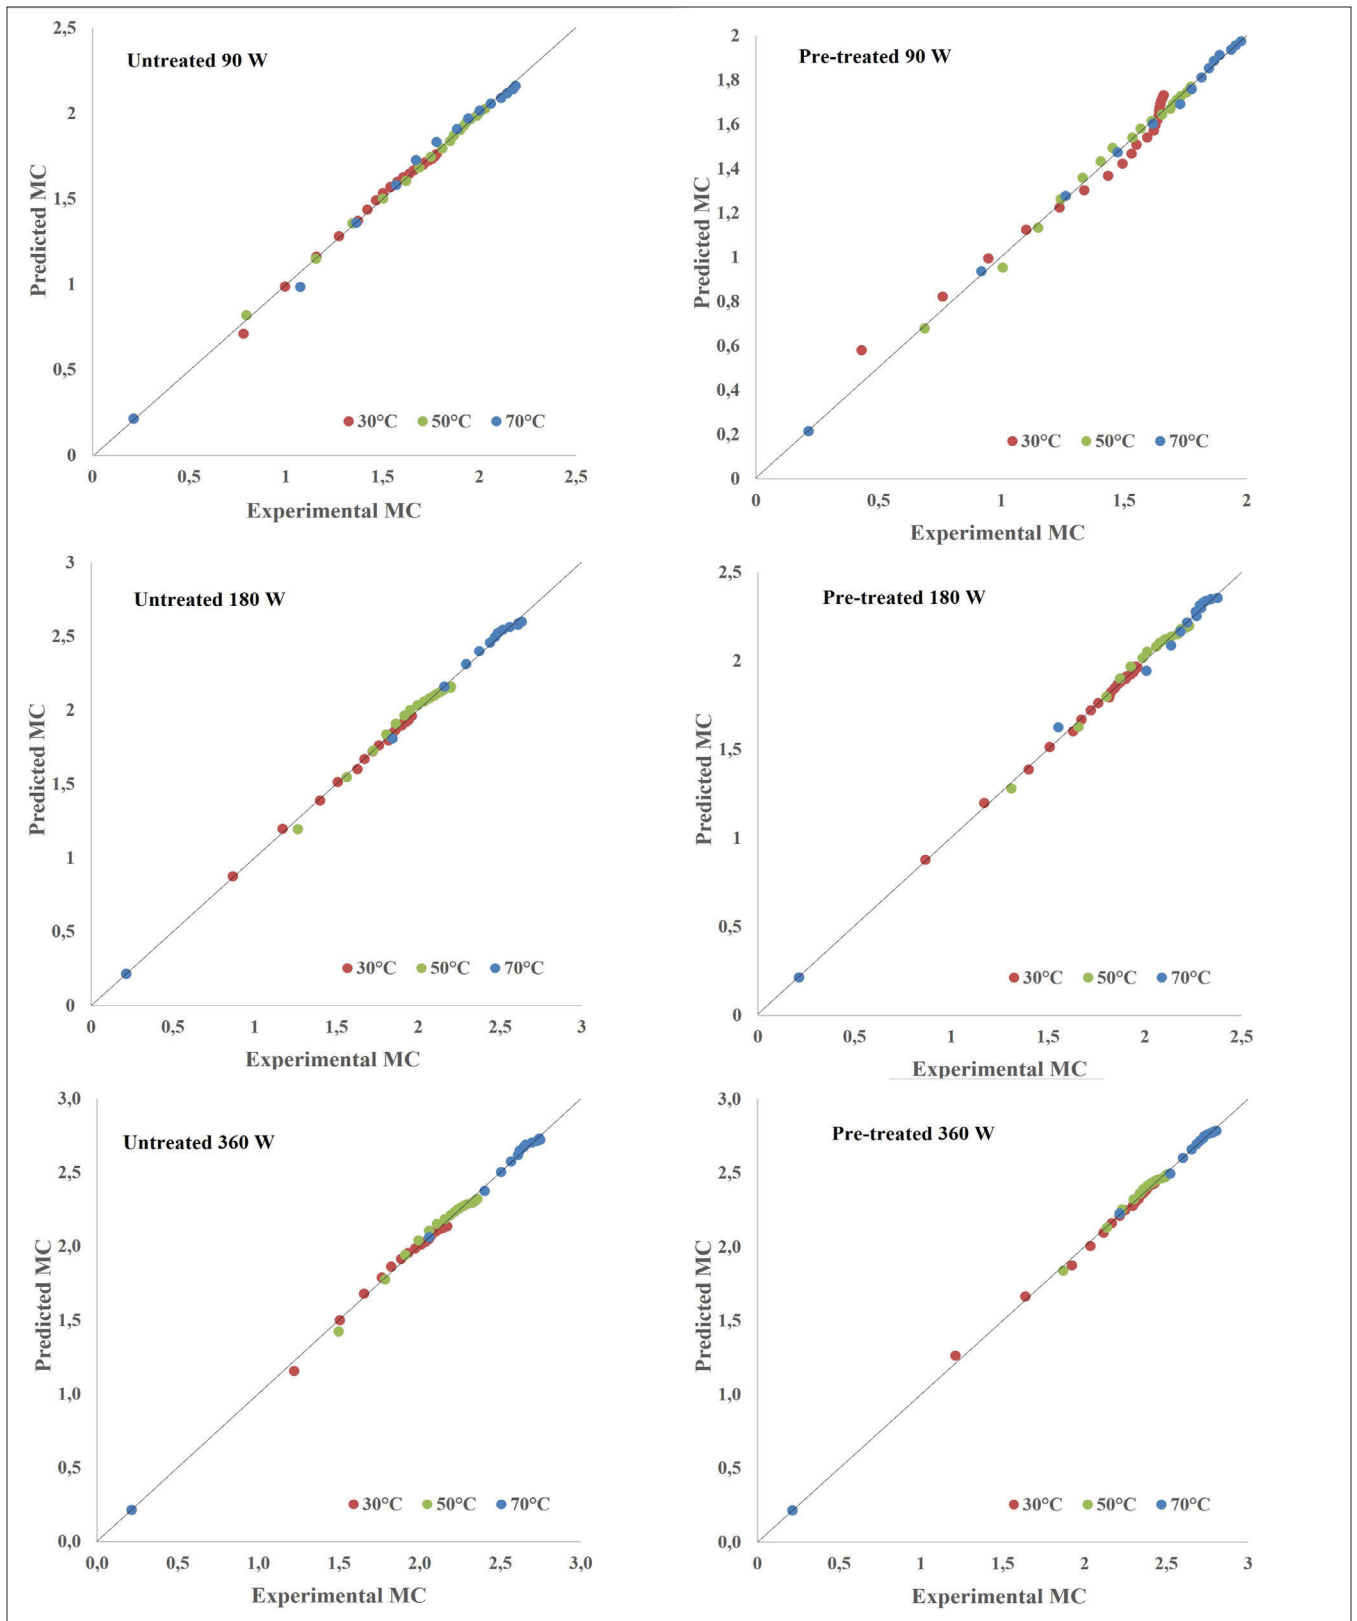 Untreated 90 W
2,5
2
1,5
1
0,5
0
Predicted MC
0 0,5 1 1,5 2 2,5
Experimental MC
30°C 50°C 70°C
Pre-treated 90 W
2
1,8
1,6
1,4
1,2
1
0,8
0,6
0,4
0,2
0
Predicted MC
0 0,5 1 1,5 2
Experimental MC
30°C 50°C 70°C
Untreated 180 W
3
2,5
2
1,5
1
0,5
0
Predicted MC
0 0,5 1 1,5 2 2,5 3
Experimental MC
30°C 50°C 70°C
Pre-treated 180 W
2,5
2
1,5
1
0,5
0
Predicted MC
0 0,5 1 1,5 2 2,5
Experimental MC
30°C 50°C 70°C
Untreated 360 W
3,0
2,5
2,0
1,5
1,0
0,5
0,0
Predicted MC
0,0 0,5 1,0 1,5 2,0 2,5 3,0
Experimental MC
30°C 50°C 70°C
Pre-treated 360 W
3,0
2,5
2,0
1,5
1,0
0,5
0,0
Predicted MC
0 0,5 1 1,5 2 2,5 3
Experimental MC
30°C 50°C 70°C